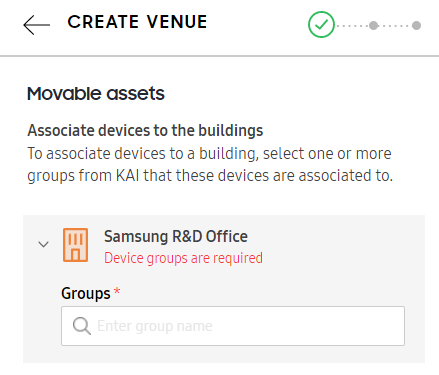 CREATE VENUE
Movable assets
Associate devices to the buildings
To associate devices to a building, select one or more
groups from KAI that these devices are associated to.
Samsung R&D Office
Device groups are required
Groups *
Enter group name